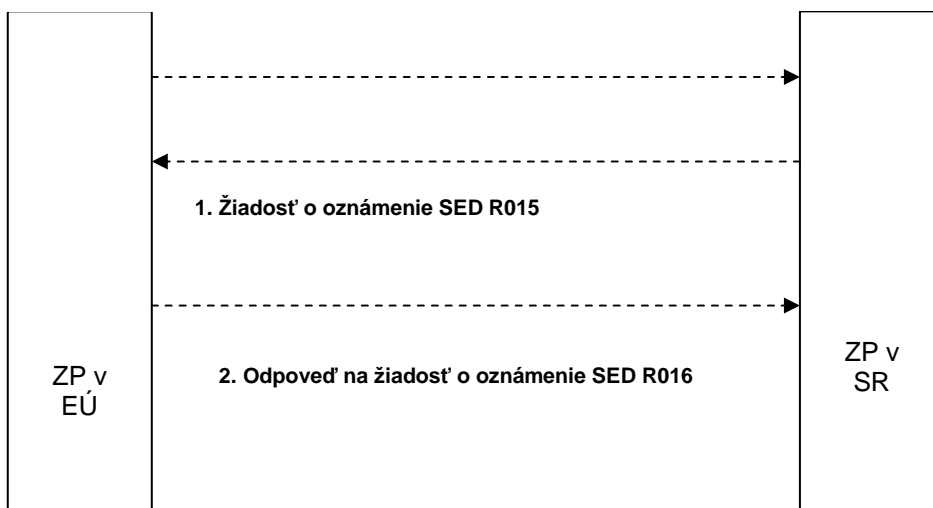 1. Žiadosť o oznámenie SED R015
2. Odpoveď na žiadosť o oznámenie SED R016
ZP v
EÚ
ZP v
SR